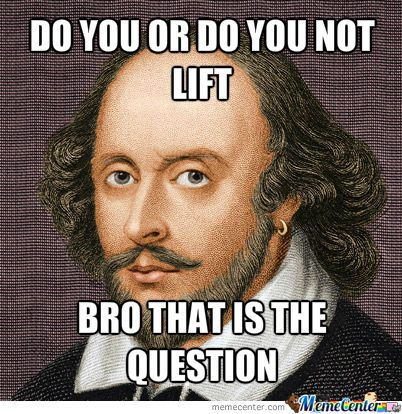 DO YOU OR DO YOU NOT
LIFT
BRO THAT IS THE
QUESTION
memecenter.com MemeCenter